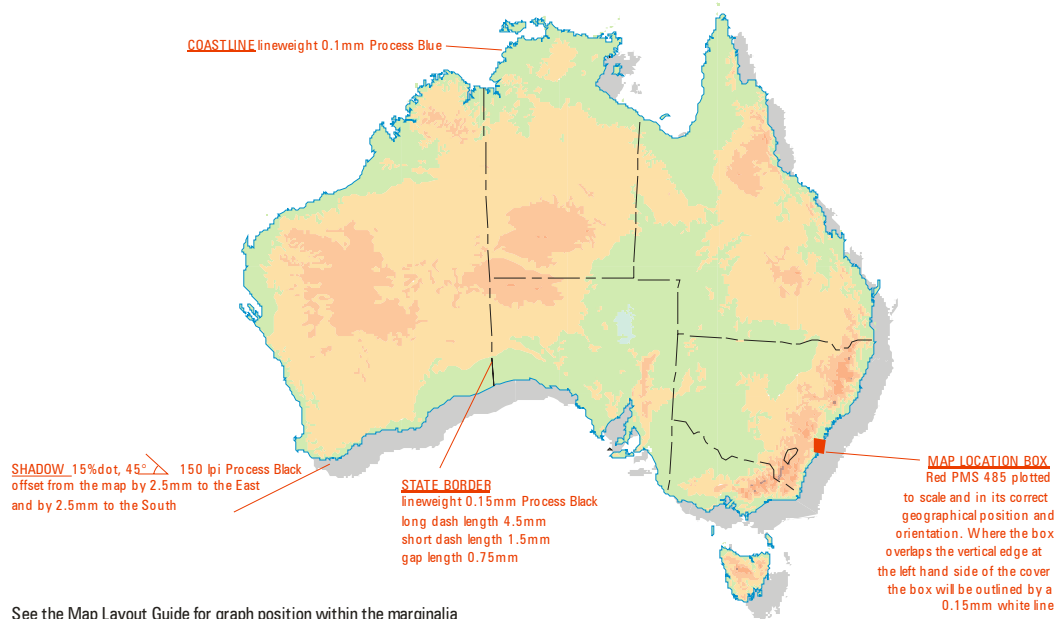 COASTLINE lineweight 0.1mm Process Blue
SHADOW 15%dot, 45° 150 lpi Process Black
offset from the map by 2.5mm to the East
and by 2.5mm to the South
STATE BORDER
lineweight 0.15mm Process Black
long dash length 4.5mm
short dash length 1.5mm
gap length 0.75mm
MAP LOCATION BOX
Red PMS 485 plotted
to scale and in its correct
geographical position and
orientation. Where the box
overlaps the vertical edge at
the left hand side of the cover
the box will be outlined by a
0.15mm white line
See the Map Layout Guide for graph position within the marginalia